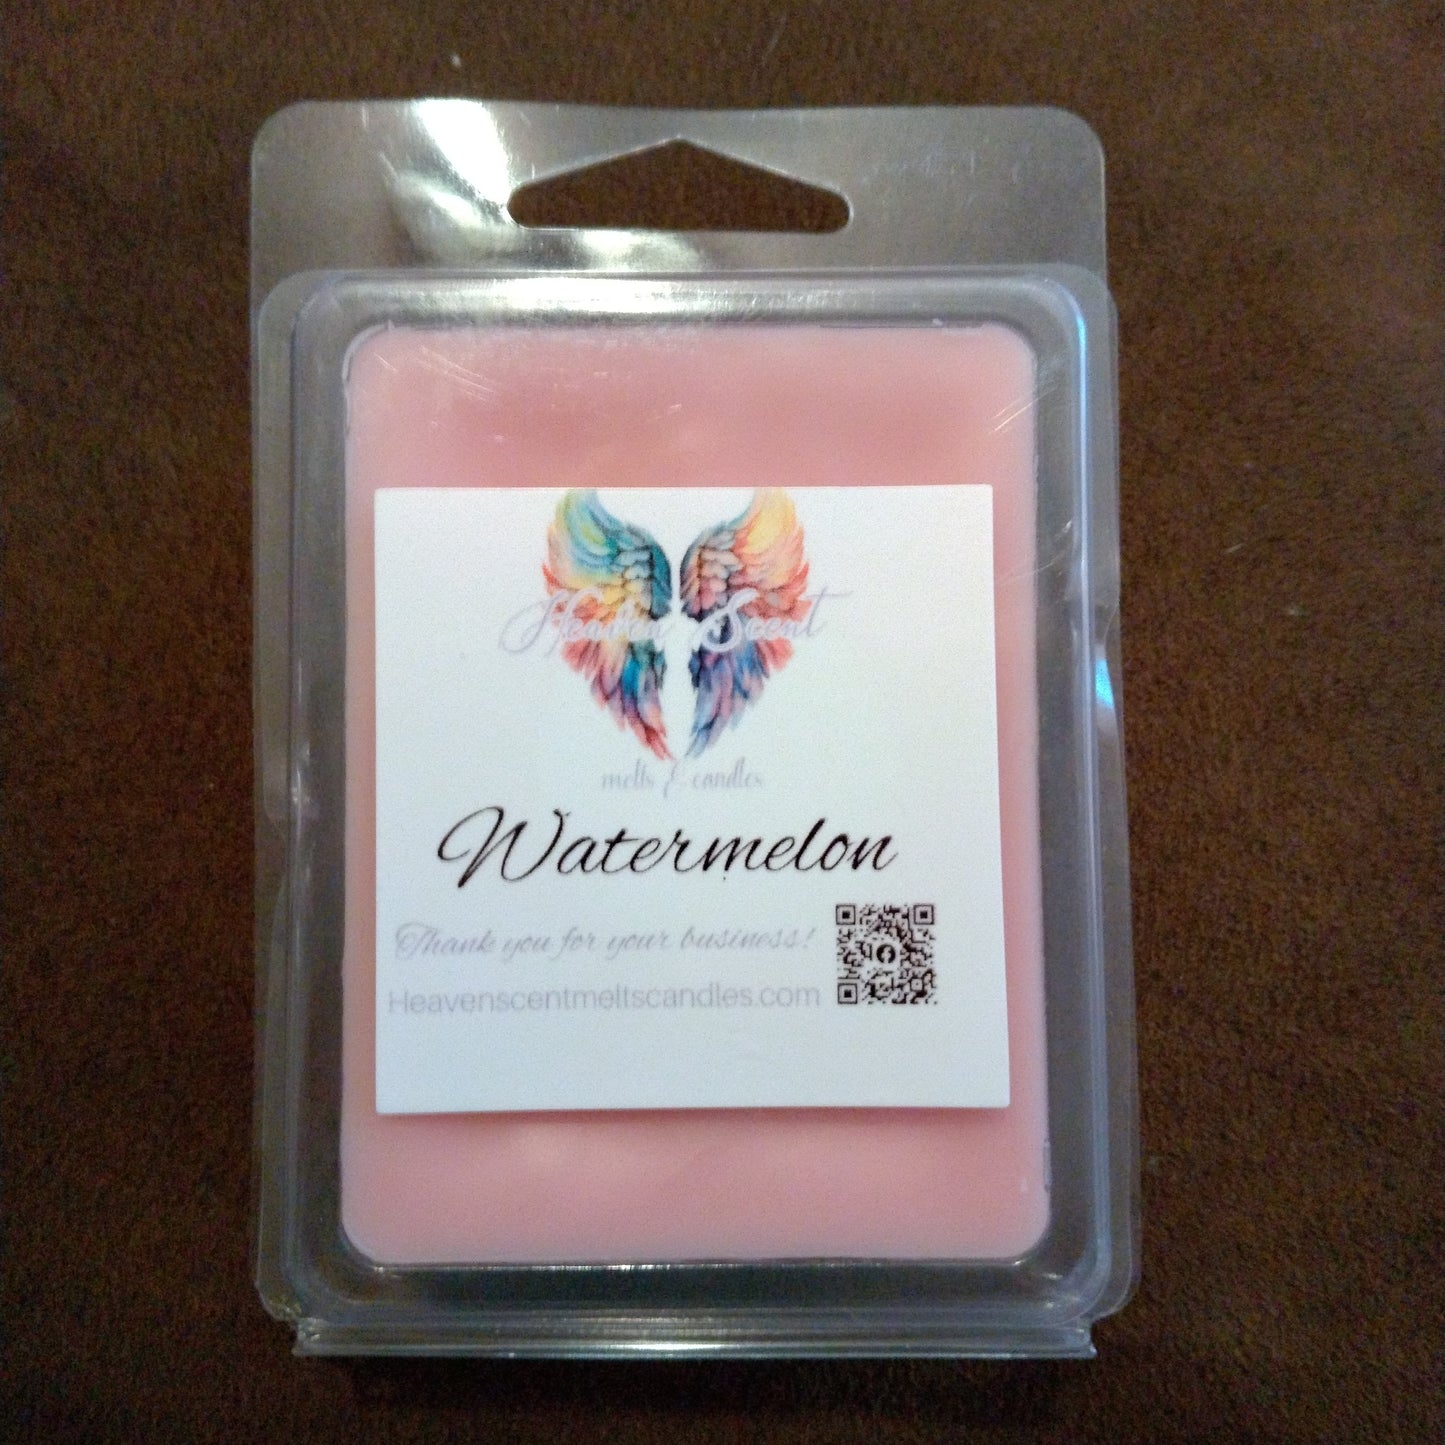 Heaven Scent
melts & candles
Watermelon
Thank you for your business!
Heavenscentmeltscandles.com